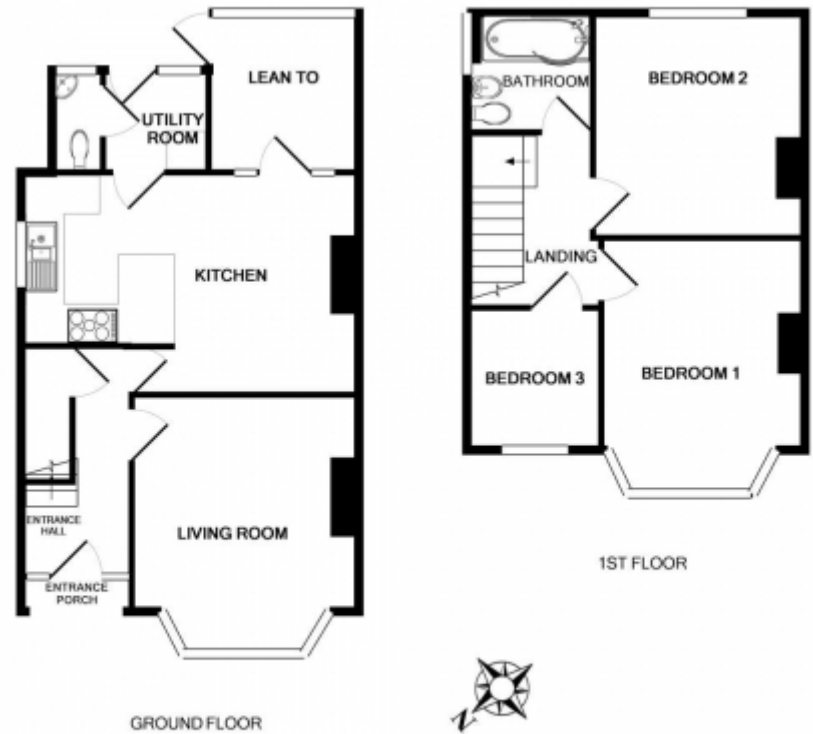 LEAN TO
UTILITY
ROOM
KITCHEN
LIVING ROOM
ENTRANCE
HALL
ENTRANCE
PORCH
GROUND FLOOR
BATHROOM
BEDROOM 2
LANDING
BEDROOM 3
BEDROOM 1
1ST FLOOR
N